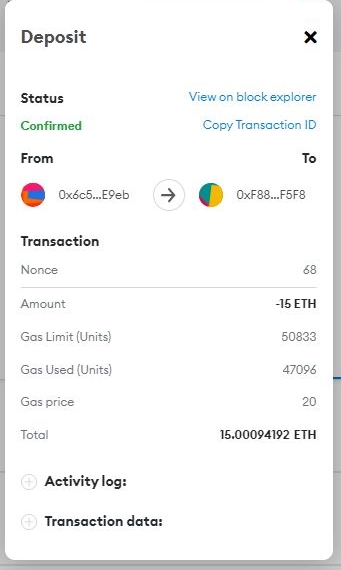 Deposit
Status
View on block explorer
Confirmed
Copy Transaction ID
From
To
0x6c5...E9eb
0xF88...F5F8
Transaction
Nonce
68
Amount
-15 ETH
Gas Limit (Units)
50833
Gas Used (Units)
47096
Gas price
20
Total
15.00094192 ETH
Activity log:
Transaction data: